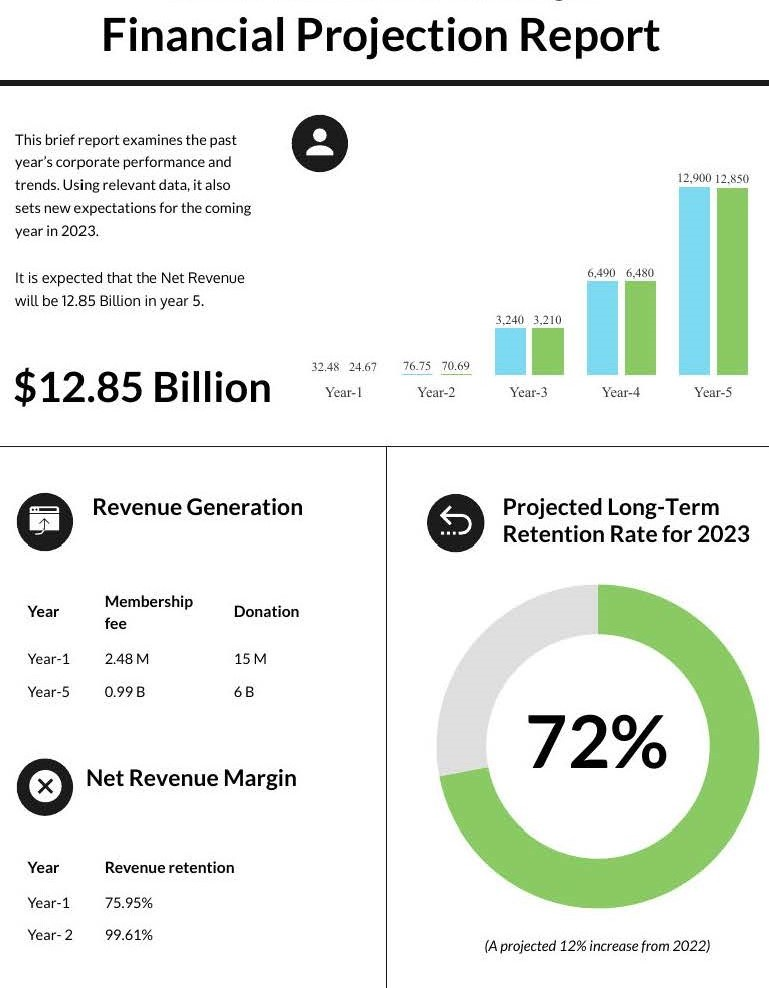 Financial Projection Report
This brief report examines the past
year's corporate performance and
trends. Using relevant data, it also
sets new expectations for the coming
year in 2023.
It is expected that the Net Revenue
will be 12.85 Billion in year 5.
$12.85 Billion
12,900 12,850
6,490 6,480
3,240 3,210
32.48 24.67 76.75 70.69
Year-1 Year-2 Year-3 Year-4 Year-5
Revenue Generation
Year Membership fee Donation
Year-1 2.48 M 15 M
Year-5 0.99 B 6 B
Net Revenue Margin
Year Revenue retention
Year-1 75.95%
Year- 2 99.61%
Projected Long-Term
Retention Rate for 2023
72%
(A projected 12% increase from 2022)